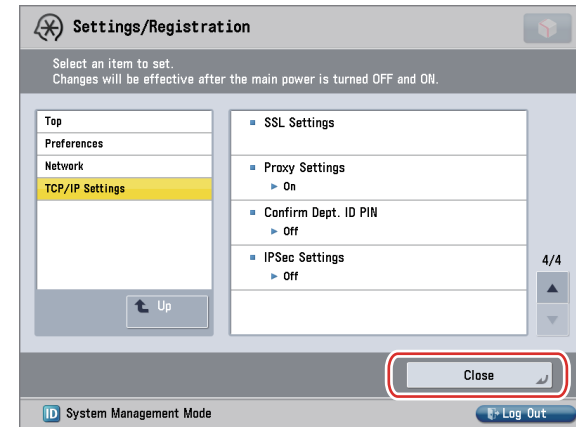 Settings/Registration
Select an item to set.
Changes will be effective after the main power is turned OFF and ON.
Top
Preferences
Network
TCP/IP Settings
Up
SSL Settings
Proxy Settings
On
Confirm Dept. ID PIN
Off
IPSec Settings
Off
4/4
Close
ID System Management Mode
Log Out